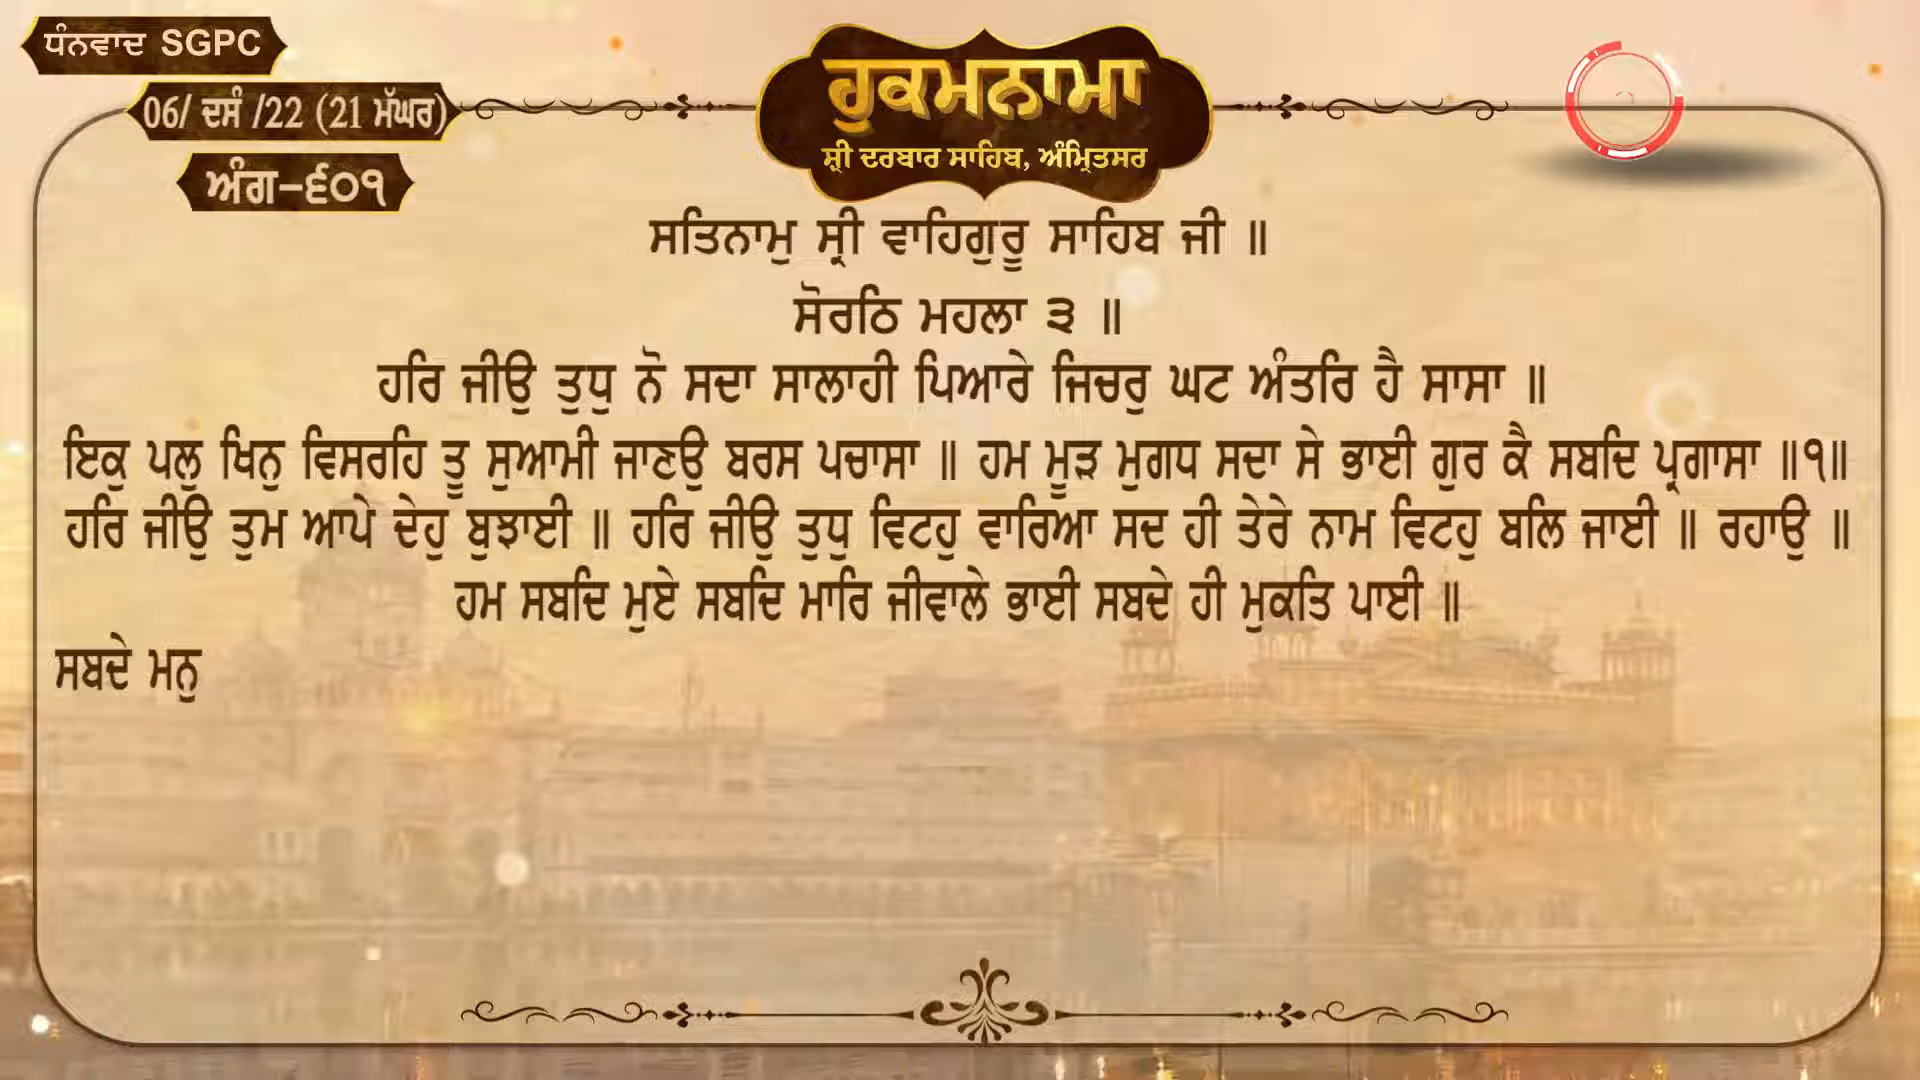 ਧੰਨਵਾਦ SGPC
06/ ਦਸੰ /22 (21 ਮੱਘਰ)
ਅੰਗ-੬੦੧
ਹੁਕਮਨਾਮਾ
ਸ਼੍ਰੀ ਦਰਬਾਰ ਸਾਹਿਬ, ਅੰਮ੍ਰਿਤਸਰ
ਸਤਿਨਾਮੁ ਸ੍ਰੀ ਵਾਹਿਗੁਰੂ ਸਾਹਿਬ ਜੀ ॥
ਸੋਰਠਿ ਮਹਲਾ ੩ ॥
ਹਰਿ ਜੀਉ ਤੁਧੁ ਨੋ ਸਦਾ ਸਾਲਾਹੀ ਪਿਆਰੇ ਜਿਚਰੁ ਘਟ ਅੰਤਰਿ ਹੈ ਸਾਸਾ ॥
ਇਕੁ ਪਲੁ ਖਿਨੁ ਵਿਸਰਹਿ ਤੂ ਸੁਆਮੀ ਜਾਣਉ ਬਰਸ ਪਚਾਸਾ ॥ ਹਮ ਮੂੜ ਮੁਗਧ ਸਦਾ ਸੇ ਭਾਈ ਗੁਰ ਕੈ ਸਬਦਿ ਪ੍ਰਗਾਸਾ ॥੧॥
ਹਰਿ ਜੀਉ ਤੁਮ ਆਪੇ ਦੇਹੁ ਬੁਝਾਈ ॥ ਹਰਿ ਜੀਉ ਤੁਧੁ ਵਿਟਹੁ ਵਾਰਿਆ ਸਦ ਹੀ ਤੇਰੇ ਨਾਮ ਵਿਟਹੁ ਬਲਿ ਜਾਈ ॥ ਰਹਾਉ ॥
ਹਮ ਸਬਦਿ ਮੁਏ ਸਬਦਿ ਮਾਰਿ ਜੀਵਾਲੇ ਭਾਈ ਸਬਦੇ ਹੀ ਮੁਕਤਿ ਪਾਈ ॥
ਸਬਦੇ ਮਨੁ